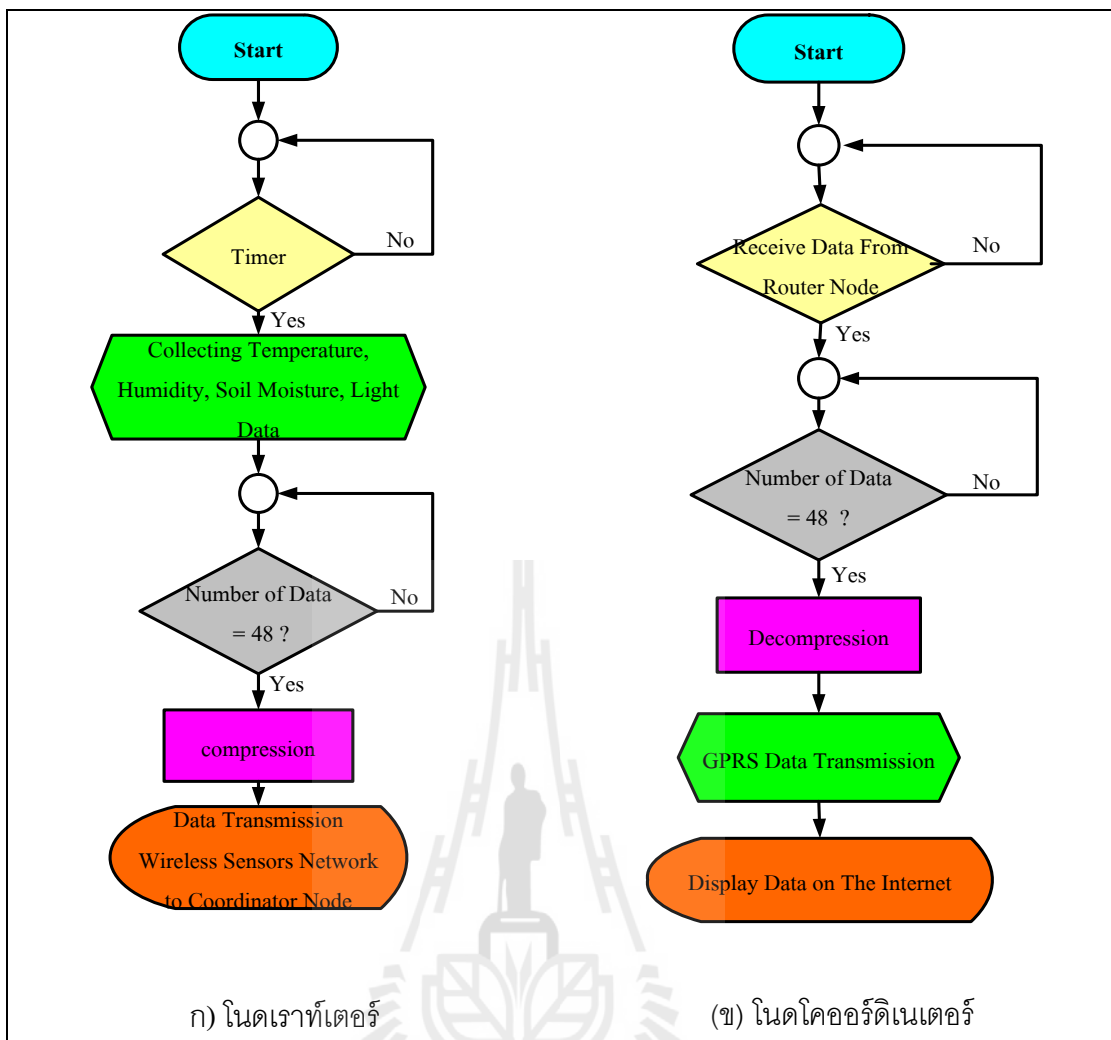 Start
Timer
No
Yes
Collecting Temperature,
Humidity, Soil Moisture, Light
Data
Number of Data
= 48 ?
No
Yes
compression
Data Transmission
Wireless Sensors Network
to Coordinator Node
ก) โนดเราท์เตอร์
Start
Receive Data From
Router Node
No
Yes
Number of Data
= 48 ?
No
Yes
Decompression
GPRS Data Transmission
Display Data on The Internet
(ข) โนดโคออร์ดิเนเตอร์